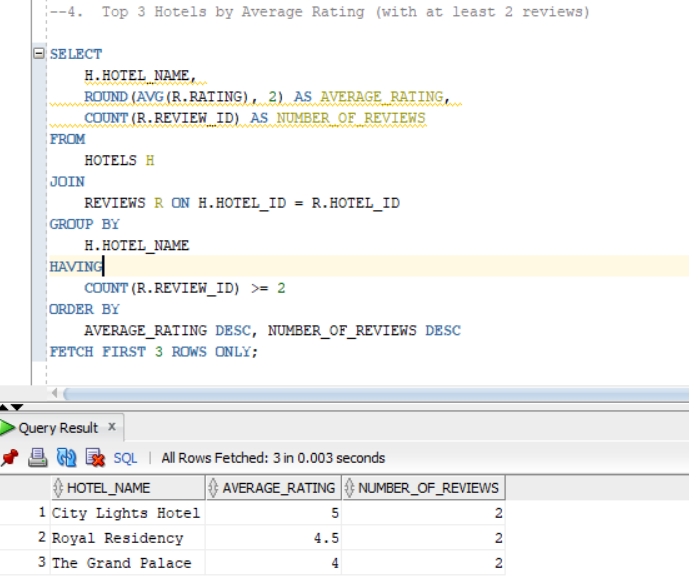 --4.  Top 3 Hotels by Average Rating (with at least 2 reviews)
SELECT
    H.HOTEL_NAME,
    ROUND(AVG(R.RATING), 2) AS AVERAGE_RATING,
    COUNT(R.REVIEW_ID) AS NUMBER_OF_REVIEWS
FROM
    HOTELS H
JOIN
    REVIEWS R ON H.HOTEL_ID = R.HOTEL_ID
GROUP BY
    H.HOTEL_NAME
HAVING
    COUNT(R.REVIEW_ID) >= 2
ORDER BY
    AVERAGE_RATING DESC, NUMBER_OF_REVIEWS DESC
FETCH FIRST 3 ROWS ONLY;
Query Result x
SQL | All Rows Fetched: 3 in 0.003 seconds
HOTEL_NAME AVERAGE_RATING NUMBER_OF_REVIEWS
1 City Lights Hotel 5 2
2 Royal Residency 4.5 2
3 The Grand Palace 4 2